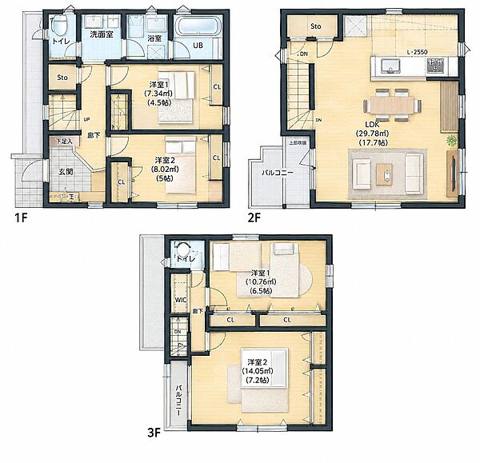 トイレ
洗面室
浴室
UB
Sto
洋室1
(7.34㎡)
(4.5帖)
CL
UP
廊下
下足入
洋室2
(8.02㎡)
(5帖)
CL
CL
玄関
1F
Sto
DN
L-2550
LDK
(29.78㎡)
(17.7帖)
上部吹抜
バルコニー
2F
トイレ
洋室1
(10.76㎡)
(6.5帖)
WIC
廊下
CL
CL
DN
洋室2
(14.05㎡)
(7.2帖)
バルコニー
3F